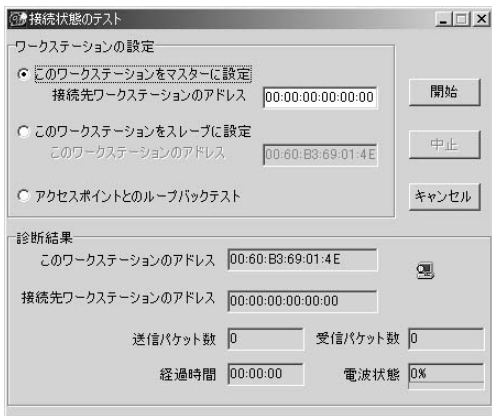 接続状態のテスト
ワークステーションの設定
このワークステーションをマスターに設定
接続先ワークステーションのアドレス 00:00:00:00:00:00
開始
このワークステーションをスレーブに設定
このワークステーションのアドレス 00:60:B3:69:01:4E
中止
アクセスポイントとのループバックテスト
キャンセル
診断結果
このワークステーションのアドレス 00:60:B3:69:01:4E
接続先ワークステーションのアドレス 00:00:00:00:00:00
送信パケット数 0 受信パケット数 0
経過時間 00:00:00 電波状態 0%